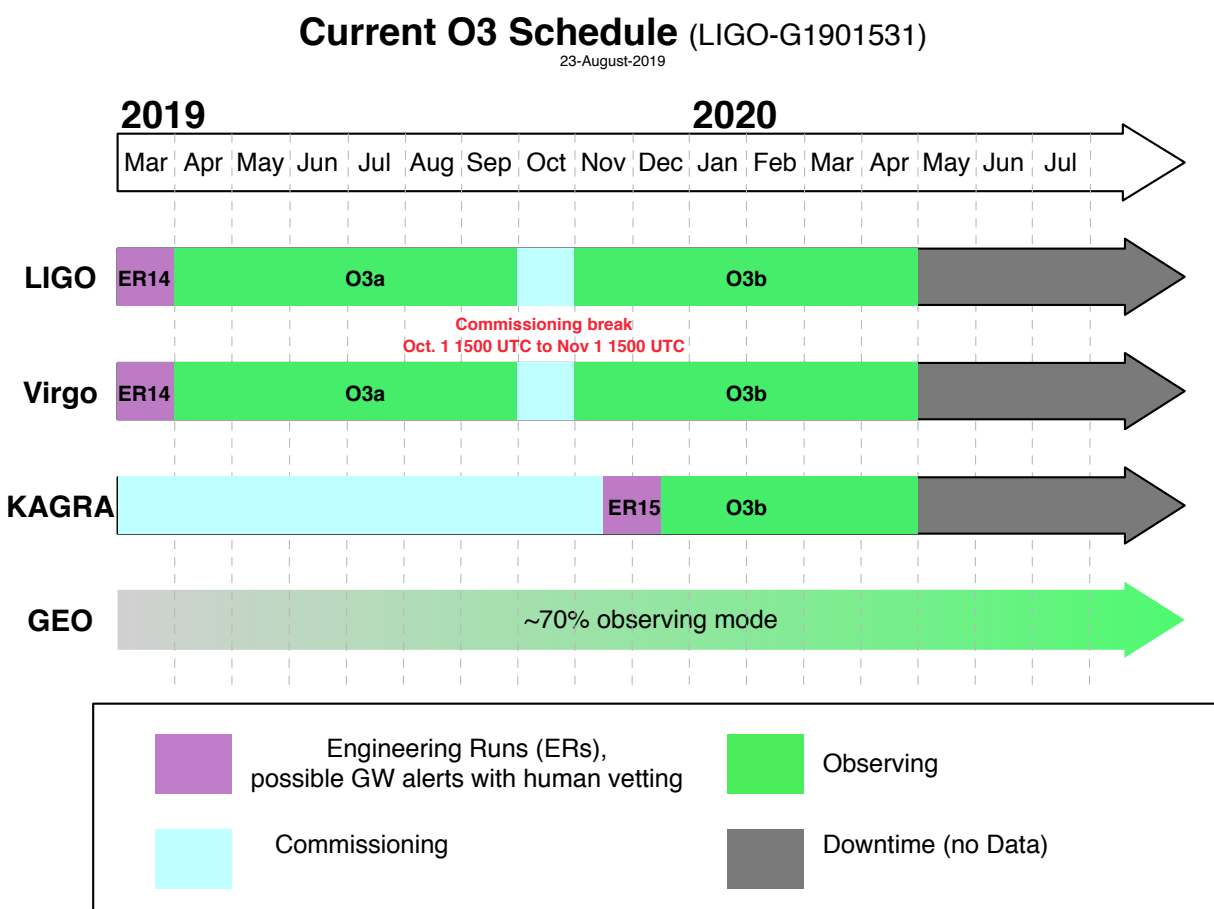 Current O3 Schedule (LIGO-G1901531)
23-August-2019
2019 2020
Mar Apr May Jun Jul Aug Sep Oct Nov Dec Jan Feb Mar Apr May Jun Jul
LIGO ER14 O3a O3b
Commissioning break
Oct. 1 1500 UTC to Nov 1 1500 UTC
Virgo ER14 O3a O3b
KAGRA ER15 O3b
GEO ~70% observing mode
Engineering Runs (ERs),
possible GW alerts with human vetting
Observing
Commissioning
Downtime (no Data)